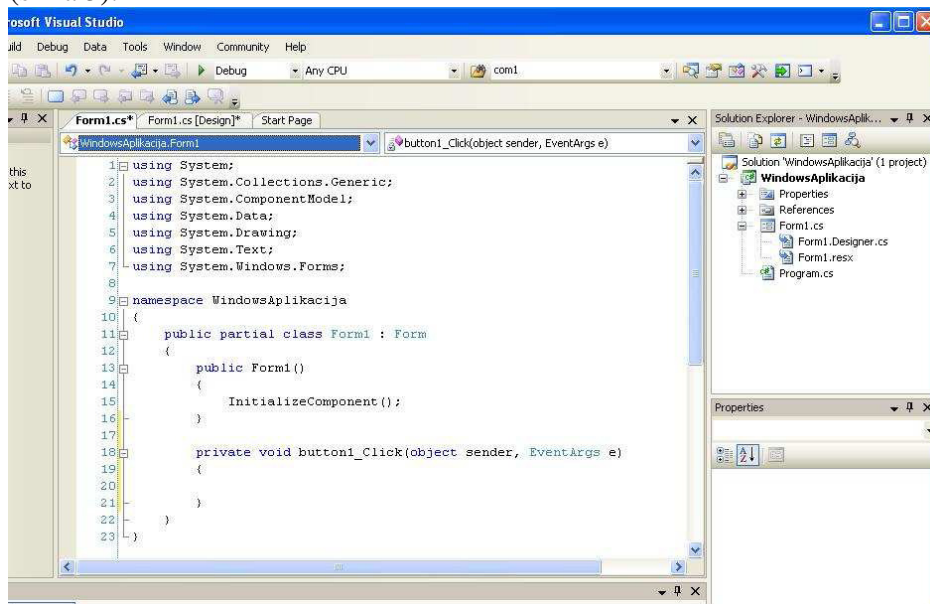 rosoft Visual Studio
uild Debug Data Tools Window Community Help
Debug Any CPU com1
Form1.cs* Form1.cs [Design]* Start Page
WindowsAplikacija.Form1 button1_Click(object sender, EventArgs e)
this
xt to
1 using System;
2 using System.Collections.Generic;
3 using System.ComponentModel;
4 using System.Data;
5 using System.Drawing;
6 using System.Text;
7 using System.Windows.Forms;
8
9 namespace WindowsAplikacija
10 {
11 public partial class Form1 : Form
12 {
13 public Form1()
14 {
15 InitializeComponent();
16 }
17
18 private void button1_Click(object sender, EventArgs e)
19 {
20
21 }
22 }
23 }
Solution Explorer - WindowsAplik...
Solution 'WindowsAplikacija' (1 project)
WindowsAplikacija
Properties
References
Form1.cs
Form1.Designer.cs
Form1.resx
Program.cs
Properties